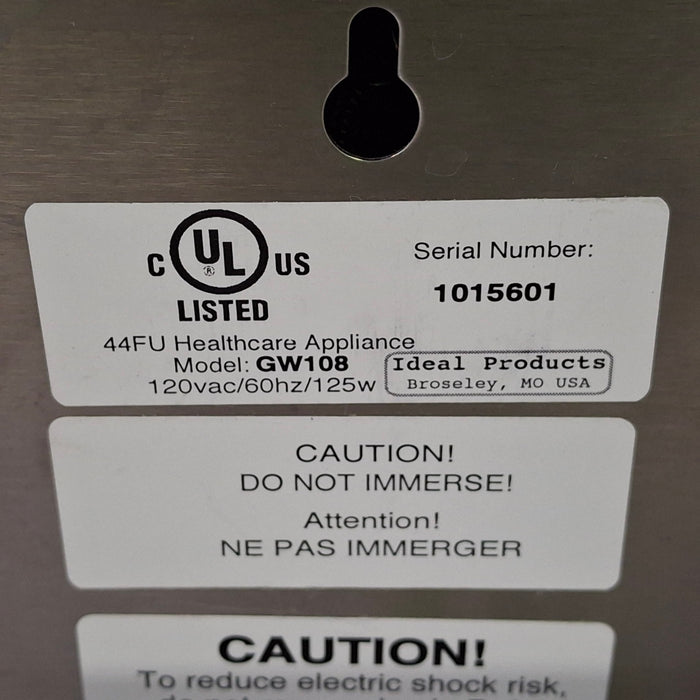 C UL ® US
LISTED
Serial Number:
1015601
44FU Healthcare Appliance
Model: GW108
120vac/60hz/125w
Ideal Products
Broseley, MO USA
CAUTION!
DO NOT IMMERSE!
Attention!
NE PAS IMMERGER
CAUTION!
To reduce electric shock risk,